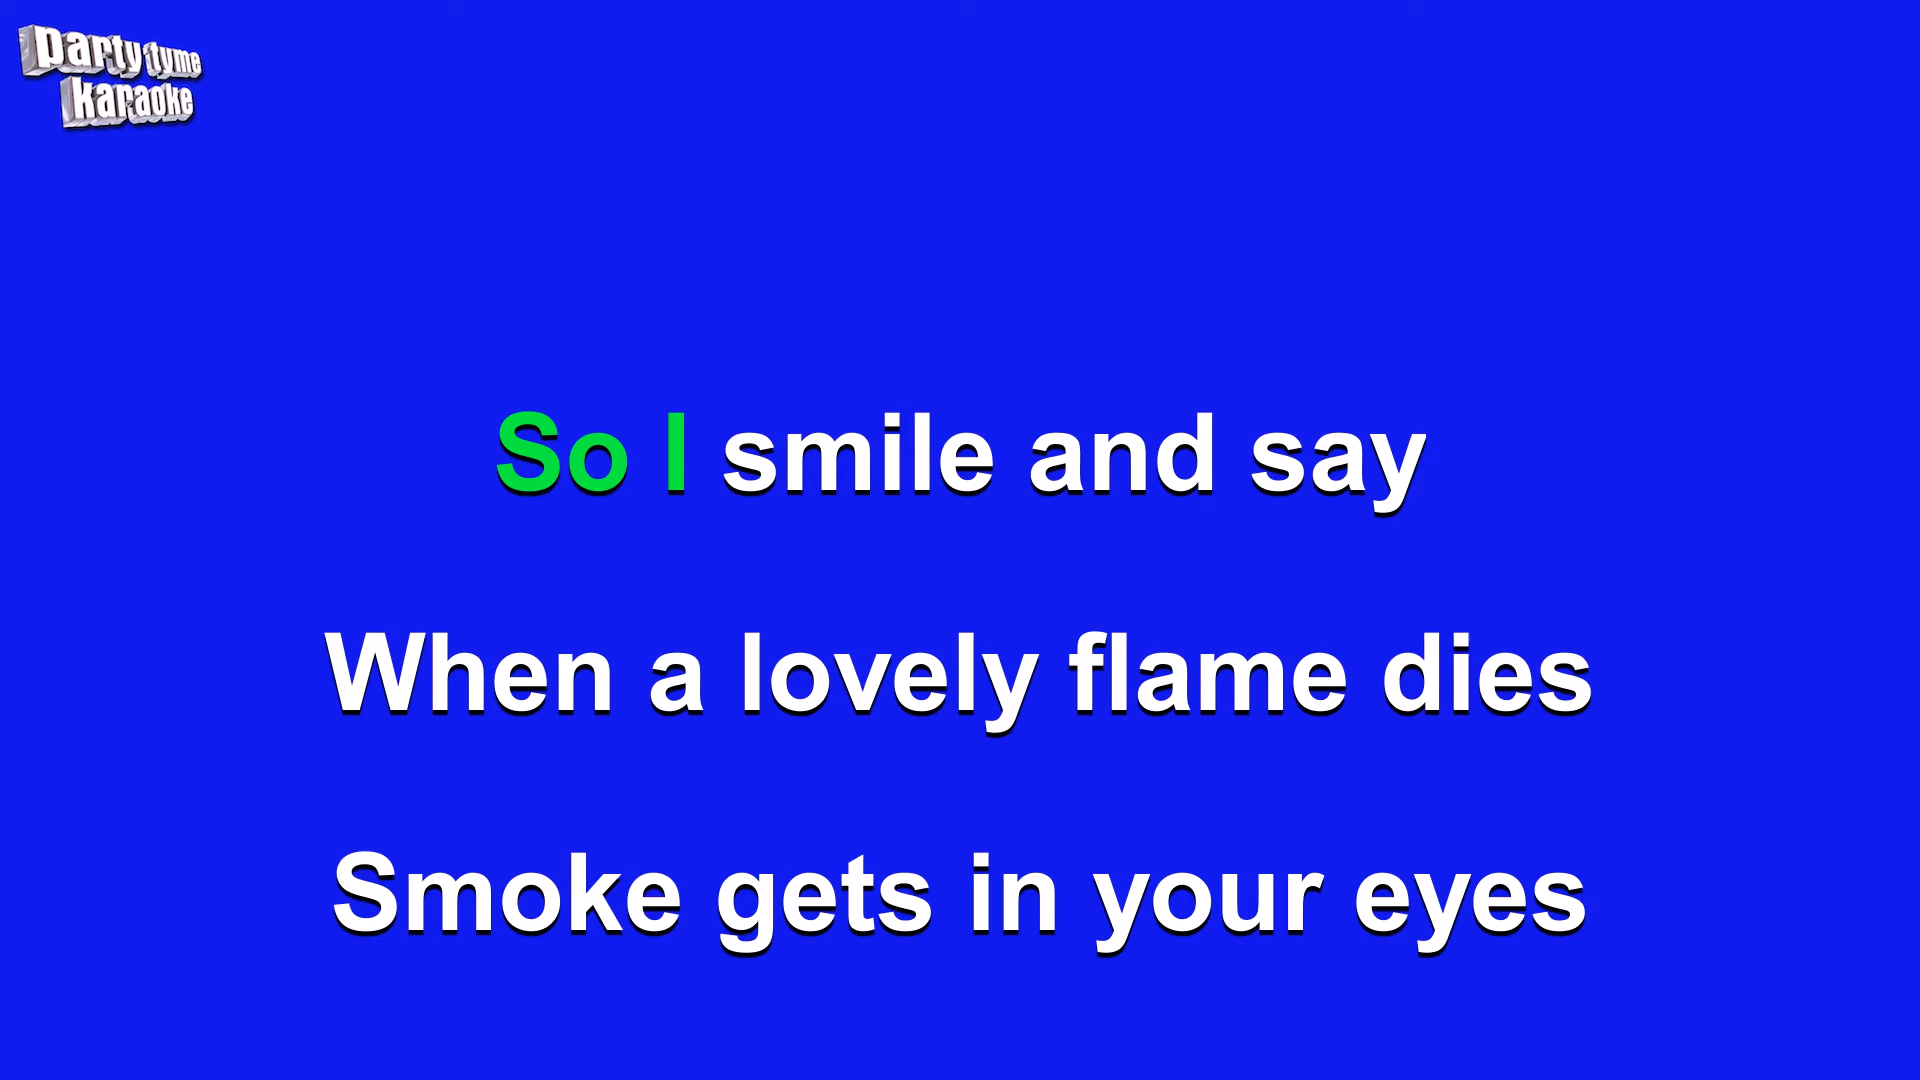 party tyme
karaoke
So I smile and say
When a lovely flame dies
Smoke gets in your eyes